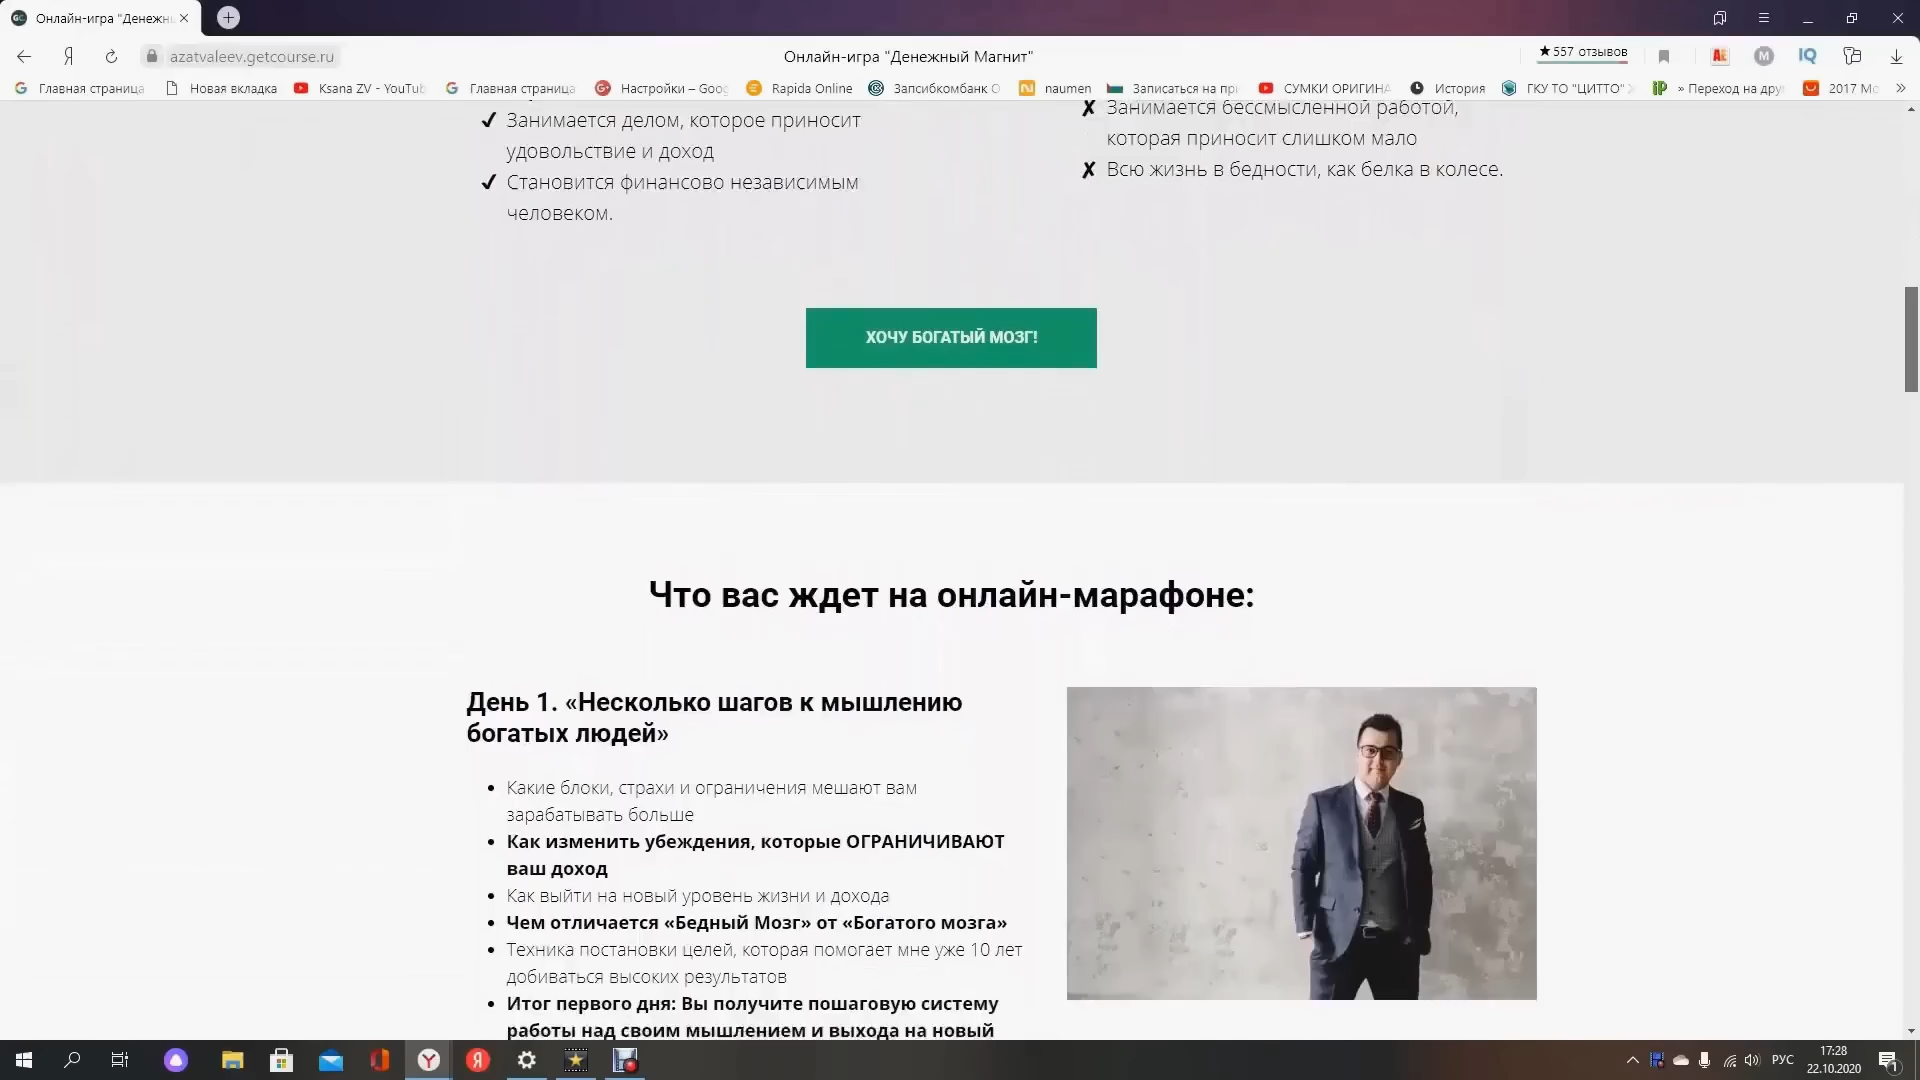 Онлайн-игра "Денежн
azatvaleev.getcourse.ru
Онлайн-игра "Денежный Магнит"
★557 отзывов
Главная страница
Новая вкладка
Ksana ZV - YouTub
Главная страница
Настройки – Goog
Rapida Online
Запсибкомбанк О
naumen
Записаться на при
СУМКИ ОРИГИНА
История
ГКУ ТО "ЦИТТО"
» Переход на дру
2017 Мо
»
✔ Занимается делом, которое приносит
удовольствие и доход
✔ Становится финансово независимым
человеком.
✘ Занимается бессмысленной работой,
которая приносит слишком мало
✘ Всю жизнь в бедности, как белка в колесе.
ХОЧУ БОГАТЫЙ МОЗГ!
Что вас ждет на онлайн-марафоне:
День 1. «Несколько шагов к мышлению
богатых людей»
• Какие блоки, страхи и ограничения мешают вам
зарабатывать больше
• Как изменить убеждения, которые ОГРАНИЧИВАЮТ
ваш доход
• Как выйти на новый уровень жизни и дохода
• Чем отличается «Бедный Мозг» от «Богатого мозга»
• Техника постановки целей, которая помогает мне уже 10 лет
добиваться высоких результатов
• Итог первого дня: Вы получите пошаговую систему
работы над своим мышлением и выхода на новый
РУС
17:28
22.10.2020